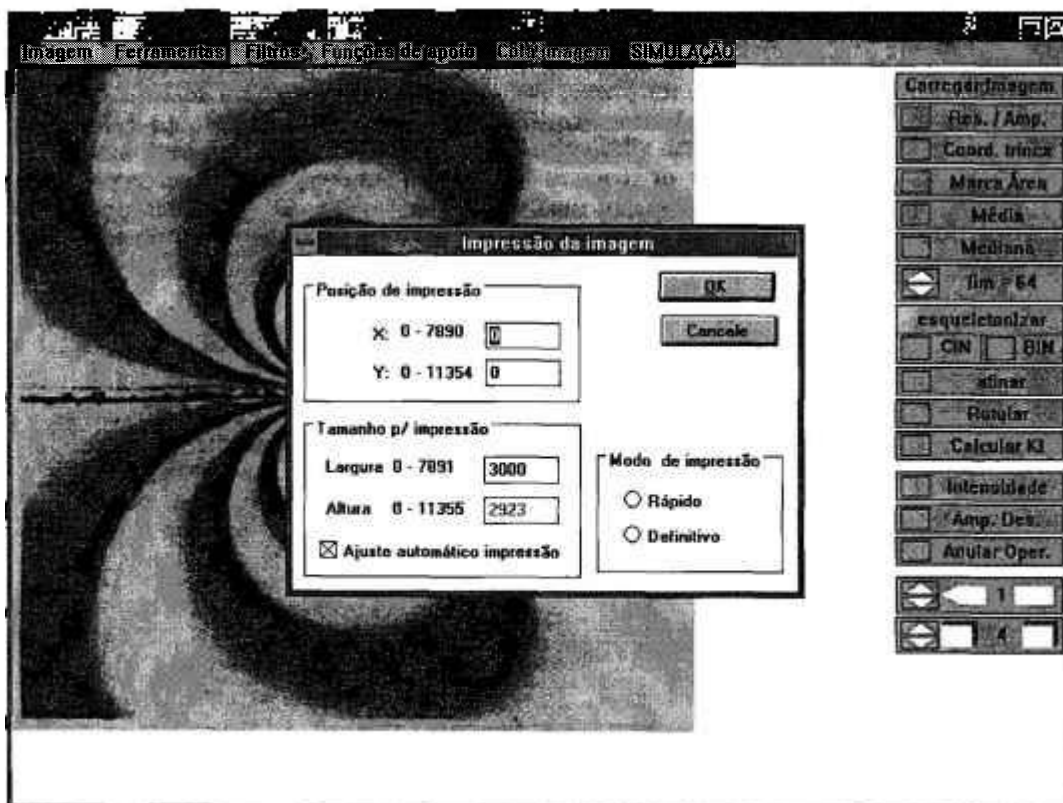 Imagem Ferramentas Filtros Funções de apoio Imagem SIMULAÇÃO
Carregar Imagem
Res. / Amp.
Coord. trinca
Marca Área
Média
Mediana
lim = 64
esqueletonizar
CIN BIN
afinar
Rotular
Calcular KI
Intensidade
Amp. Des.
Anular Oper.
1
4
Impressão da imagem
Posição de impressão
X: 0 - 7890 0
Y: 0 - 11354 0
OK
Cancele
Tamanho p/ impressão
Largura 0 - 7891 3000
Altura 0 - 11355 2923
Ajuste automático impressão
Modo de impressão
Rápido
Definitivo